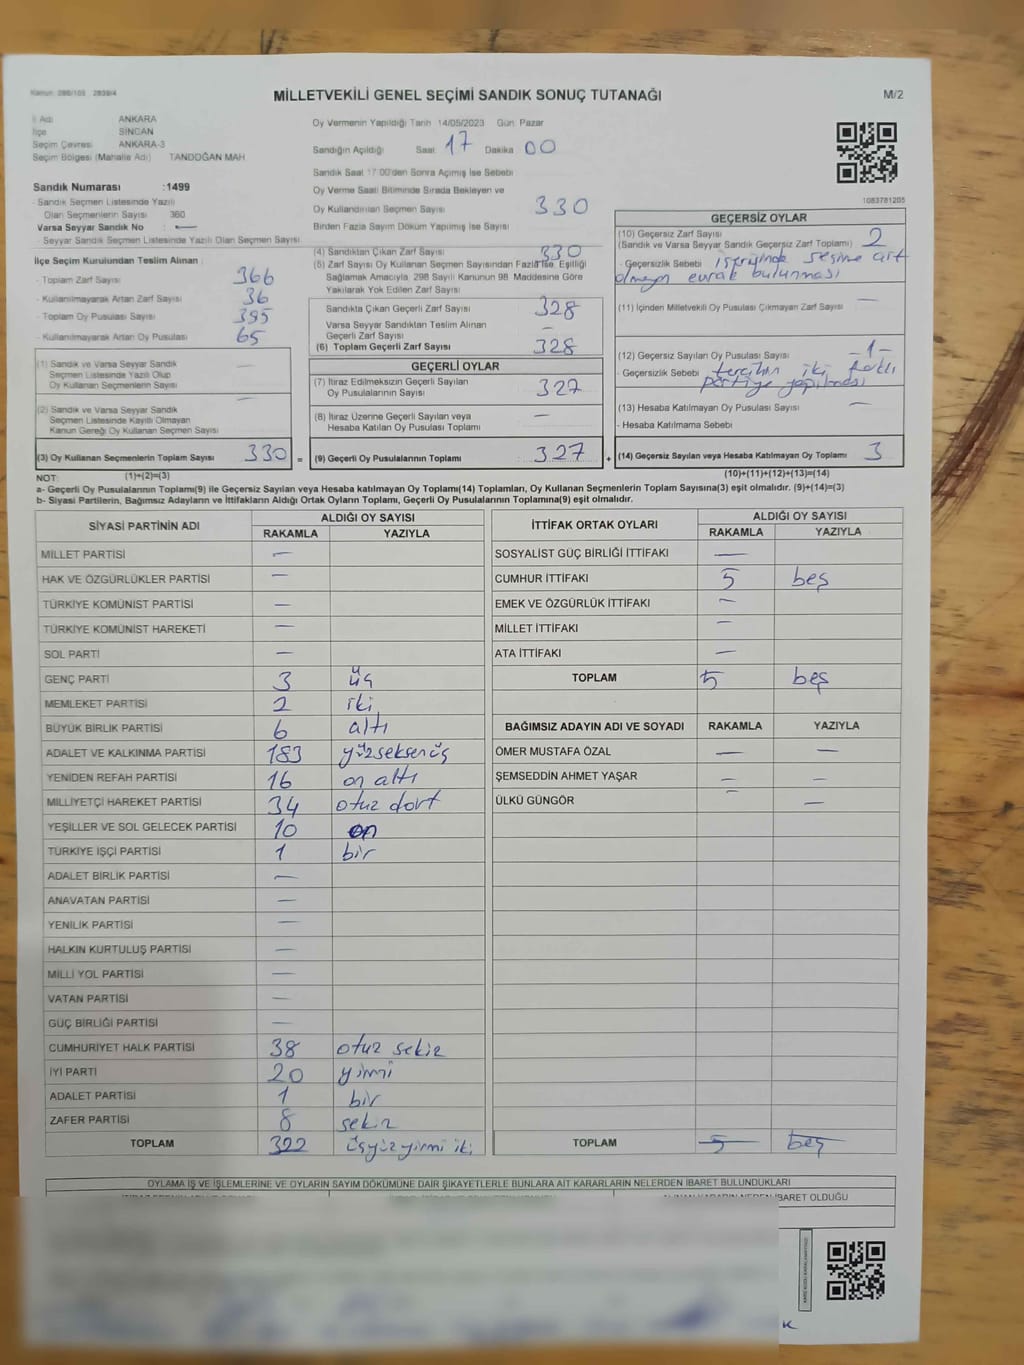 Kanun: 298/105 2839/4
MİLLETVEKİLİ GENEL SEÇİMİ SANDIK SONUÇ TUTANAĞI
M/2
İl Adı ANKARA
İlçe SİNCAN
Seçim Çevresi ANKARA-3
Seçim Bölgesi (Mahalle Adı) TANDOĞAN MAH.
Oy Vermenin Yapıldığı Tarih 14/05/2023 Gün Pazar
Sandığın Açıldığı Saat 17 Dakika 00
Sandık Saat 17:00'den Sonra Açımış İse Sebebi
Oy Verme Saati Bitiminde Sırada Bekleyen ve
Oy Kullandırılan Seçmen Sayısı 330
Birden Fazla Sayım Döküm Yapılmış İse Sayısı
1083781205
Sandık Numarası :1499
- Sandık Seçmen Listesinde Yazılı
Olan Seçmenlerin Sayısı 360
Varsa Seyyar Sandık No : —
Seyyar Sandık Seçmen Listesinde Yazılı Olan Seçmen Sayısı
İlçe Seçim Kurulundan Teslim Alınan :
- Toplam Zarf Sayısı 366
- Kullanılmayarak Artan Zarf Sayısı 36
- Toplam Oy Pusulası Sayısı 395
- Kullanılmayarak Artan Oy Pusulası 65
(1) Sandık ve Varsa Seyyar Sandık
Seçmen Listesinde Yazılı Olup
Oy Kullanan Seçmenlerin Sayısı —
(2) Sandık ve Varsa Seyyar Sandık
Seçmen Listesinde Kayıtlı Olmayan
Kanun Gereği Oy Kullanan Seçmen Sayısı —
(3) Oy Kullanan Seçmenlerin Toplam Sayısı 330 =
(4) Sandıktan Çıkan Zarf Sayısı 330
(5) Zarf Sayısı Oy Kullanan Seçmen Sayısından Fazla İse, Eşitliği
Sağlamak Amacıyla, 298 Sayılı Kanunun 98. Maddesine Göre
Yakılarak Yok Edilen Zarf Sayısı
Sandıkta Çıkan Geçerli Zarf Sayısı 328
Varsa Seyyar Sandıktan Teslim Alınan
Geçerli Zarf Sayısı —
(6) Toplam Geçerli Zarf Sayısı 328
GEÇERLİ OYLAR
(7) İtiraz Edilmeksizin Geçerli Sayılan
Oy Pusulasının Sayısı 327
(8) İtiraz Üzerine Geçerli Sayılan veya
Hesaba Katılan Oy Pusulası Toplamı —
(9) Geçerli Oy Pusulalarının Toplamı 327 +
GEÇERSİZ OYLAR
(10) Geçersiz Zarf Sayısı
(Sandık ve Varsa Seyyar Sandık Geçersiz Zarf Toplamı) 2
- Geçersizlik Sebebi içerisinde seçime ait
olmayan evrak bulunması
(11) İçinden Milletvekili Oy Pusulası Çıkmayan Zarf Sayısı —
(12) Geçersiz Sayılan Oy Pusulası Sayısı -1-
- Geçersizlik Sebebi tercihin iki farklı
partiye yapılması
(13) Hesaba Katılmayan Oy Pusulası Sayısı —
- Hesaba Katılmama Sebebi
(14) Geçersiz Sayılan veya Hesaba Katılmayan Oy Toplamı 3
NOT: (1)+(2)=(3) (10)+(11)+(12)+(13)=(14)
a- Geçerli Oy Pusulalarının Toplamı(9) ile Geçersiz Sayılan veya Hesaba katılmayan Oy Toplamı(14) Toplamları, Oy Kullanan Seçmenlerin Toplam Sayısına(3) eşit olmalıdır. (9)+(14)=(3)
b- Siyasi Partilerin, Bağımsız Adayların ve İttifakların Aldığı Ortak Oyların Toplamı, Geçerli Oy Pusulalarının Toplamına(9) eşit olmalıdır.
SİYASİ PARTİNİN ADI ALDIĞI OY SAYISI
RAKAMLA YAZIYLA
MİLLET PARTİSİ —
HAK VE ÖZGÜRLÜKLER PARTİSİ —
TÜRKİYE KOMÜNİST PARTİSİ —
TÜRKİYE KOMÜNİST HAREKETİ —
SOL PARTİ —
GENÇ PARTİ 3 üç
MEMLEKET PARTİSİ 2 iki
BÜYÜK BİRLİK PARTİSİ 6 altı
ADALET VE KALKINMA PARTİSİ 183 yüzseksenüç
YENİDEN REFAH PARTİSİ 16 on altı
MİLLİYETÇİ HAREKET PARTİSİ 34 otuz dört
YEŞİLLER VE SOL GELECEK PARTİSİ 10 on
TÜRKİYE İŞÇİ PARTİSİ 1 bir
ADALET BİRLİK PARTİSİ —
ANAVATAN PARTİSİ —
YENİLİK PARTİSİ —
HALKIN KURTULUŞ PARTİSİ —
MİLLİ YOL PARTİSİ —
VATAN PARTİSİ —
GÜÇ BİRLİĞİ PARTİSİ —
CUMHURİYET HALK PARTİSİ 38 otuz sekiz
İYİ PARTİ 20 yirmi
ADALET PARTİSİ 1 bir
ZAFER PARTİSİ 8 sekiz
TOPLAM 322 üçyüzyirmi iki
İTTİFAK ORTAK OYLARI ALDIĞI OY SAYISI
RAKAMLA YAZIYLA
SOSYALİST GÜÇ BİRLİĞİ İTTİFAKI —
CUMHUR İTTİFAKI 5 beş
EMEK VE ÖZGÜRLÜK İTTİFAKI —
MİLLET İTTİFAKI —
ATA İTTİFAKI —
TOPLAM 5 beş
BAĞIMSIZ ADAYIN ADI VE SOYADI RAKAMLA YAZIYLA
ÖMER MUSTAFA ÖZAL — —
ŞEMSEDDİN AHMET YAŞAR — —
ÜLKÜ GÜNGÖR — —
TOPLAM 5 beş
OYLAMA İŞ VE İŞLEMLERİNE VE OYLARIN SAYIM DÖKÜMÜNE DAİR ŞİKAYETLERLE BUNLARA AİT KARARLARIN NELERDEN İBARET BULUNDUKLARI
İBARET OLDUĞU